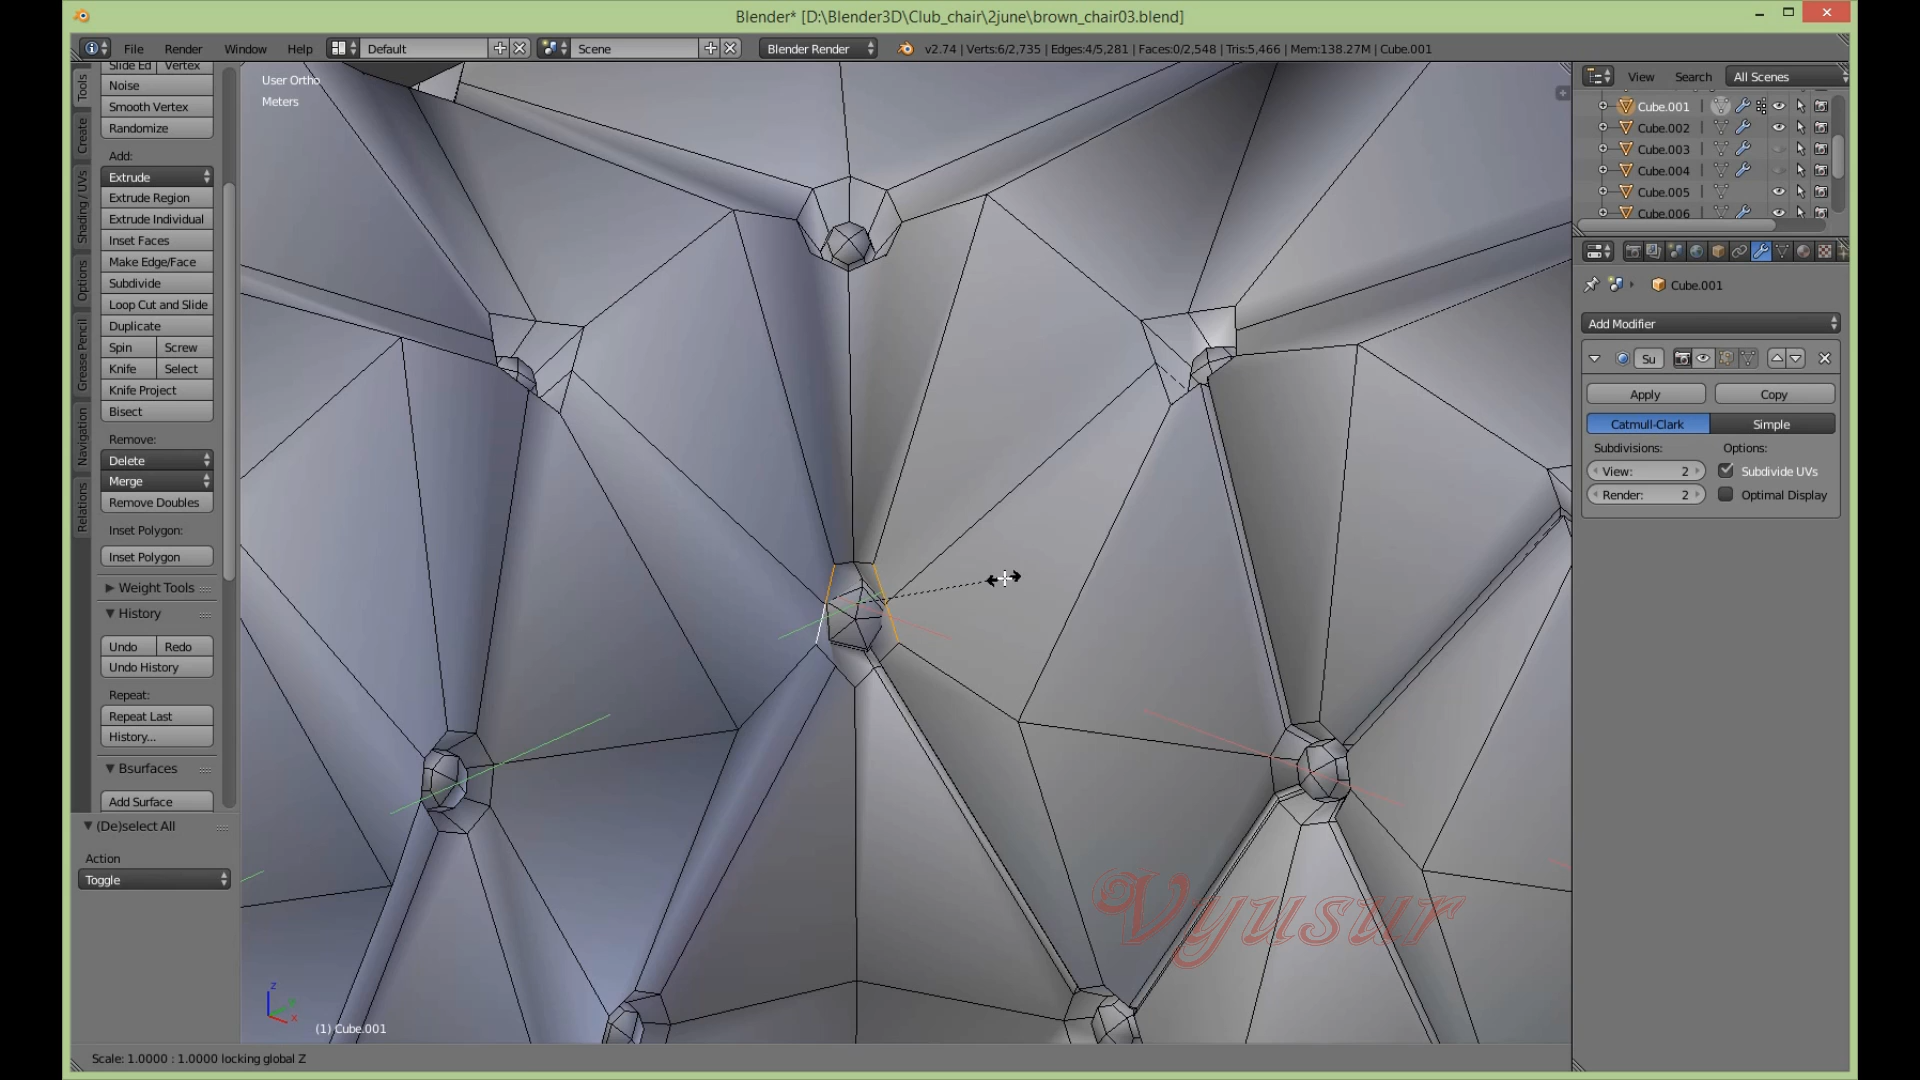 Blender* [D:\Blender3D\Club_chair\2june\brown_chair03.blend]
File Render Window Help Default Scene Blender Render v2.74 | Verts:6/2,735 | Edges:4/5,281 | Faces:0/2,548 | Tris:5,466 | Mem:138.27M | Cube.001
Tools
Create
Shading / UVs
Options
Grease Pencil
Navigation
Relations
Slide Ed Vertex
Noise
Smooth Vertex
Randomize
Add:
Extrude
Extrude Region
Extrude Individual
Inset Faces
Make Edge/Face
Subdivide
Loop Cut and Slide
Duplicate
Spin Screw
Knife Select
Knife Project
Bisect
Remove:
Delete
Merge
Remove Doubles
Inset Polygon:
Inset Polygon
Weight Tools
History
Undo Redo
Undo History
Repeat:
Repeat Last
History...
Bsurfaces
Add Surface
(De)select All
Action
Toggle
User Ortho
Meters
z
x
(1) Cube.001
Vyusur
Scale: 1.0000 : 1.0000 locking global Z
View Search All Scenes
Cube.001
Cube.002
Cube.003
Cube.004
Cube.005
Cube.006
Cube.001
Add Modifier
Su
Apply Copy
Catmull-Clark Simple
Subdivisions: Options:
View: 2 Subdivide UVs
Render: 2 Optimal Display